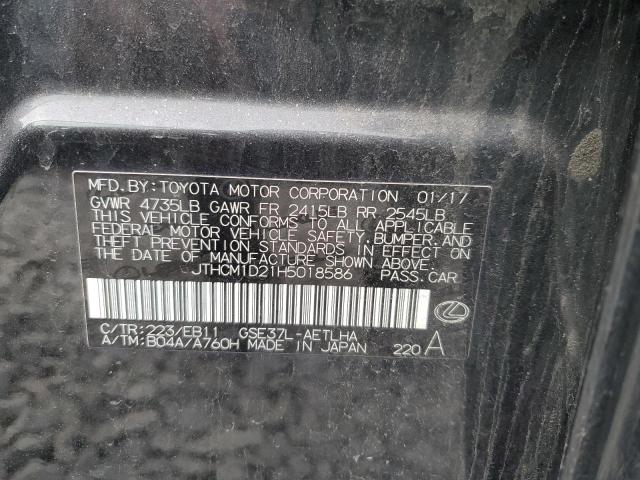 MFD.BY:TOYOTA MOTOR CORPORATION 01/17
GVWR 4735LB GAWR FR 2415LB RR 2545LB
THIS VEHICLE CONFORMS TO ALL APPLICABLE
FEDERAL MOTOR VEHICLE SAFETY, BUMPER, AND
THEFT PREVENTION STANDARDS IN EFFECT ON
THE DATE OF MANUFACTURE SHOWN ABOVE.
JTHCM1D21H5018586 PASS.CAR
C/TR:223/EB11 GSE37L-AETLHA
A/TM:B04A/A760H MADE IN JAPAN 220 A